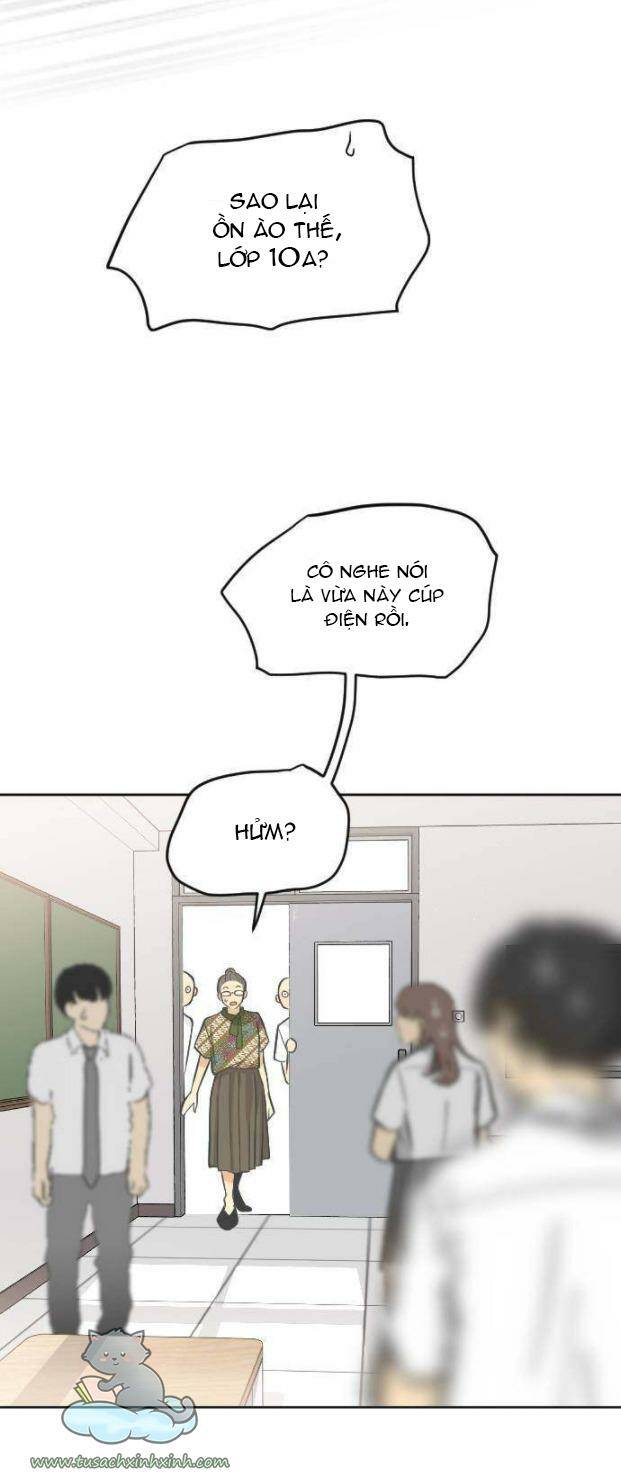 SAO LẠI
ỒN ÀO THẾ,
LỚP 10A?
CÔ NGHE NÓI
LÀ VỪA NÀY CÚP
ĐIỆN RỒI.
HỬM?
www.tusachxinhxinh.com